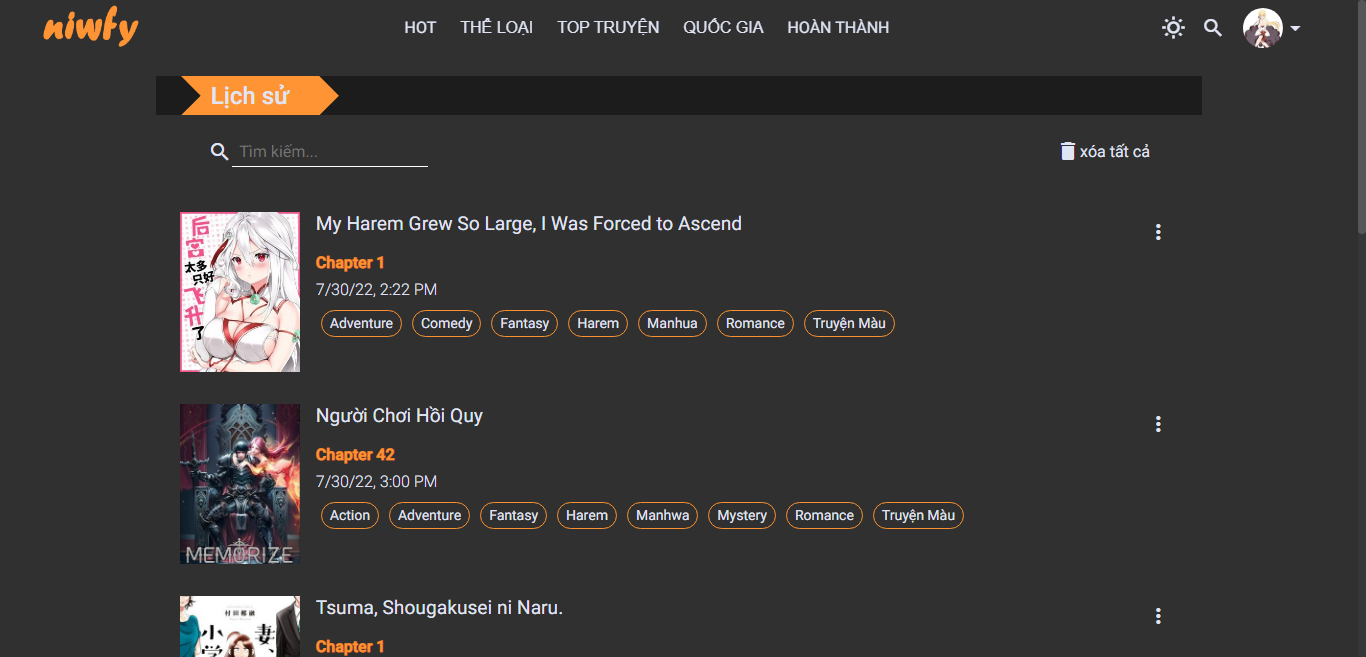 niwfy
HOT THỂ LOẠI TOP TRUYỆN QUỐC GIA HOÀN THÀNH
Lịch sử
Tìm kiếm... xóa tất cả
后宫
太多
只好
飞升
了
My Harem Grew So Large, I Was Forced to Ascend
Chapter 1
7/30/22, 2:22 PM
Adventure Comedy Fantasy Harem Manhua Romance Truyện Màu
MEMORIZE
Người Chơi Hồi Quy
Chapter 42
7/30/22, 3:00 PM
Action Adventure Fantasy Harem Manhwa Mystery Romance Truyện Màu
妻、
小学
Tsuma, Shougakusei ni Naru.
Chapter 1